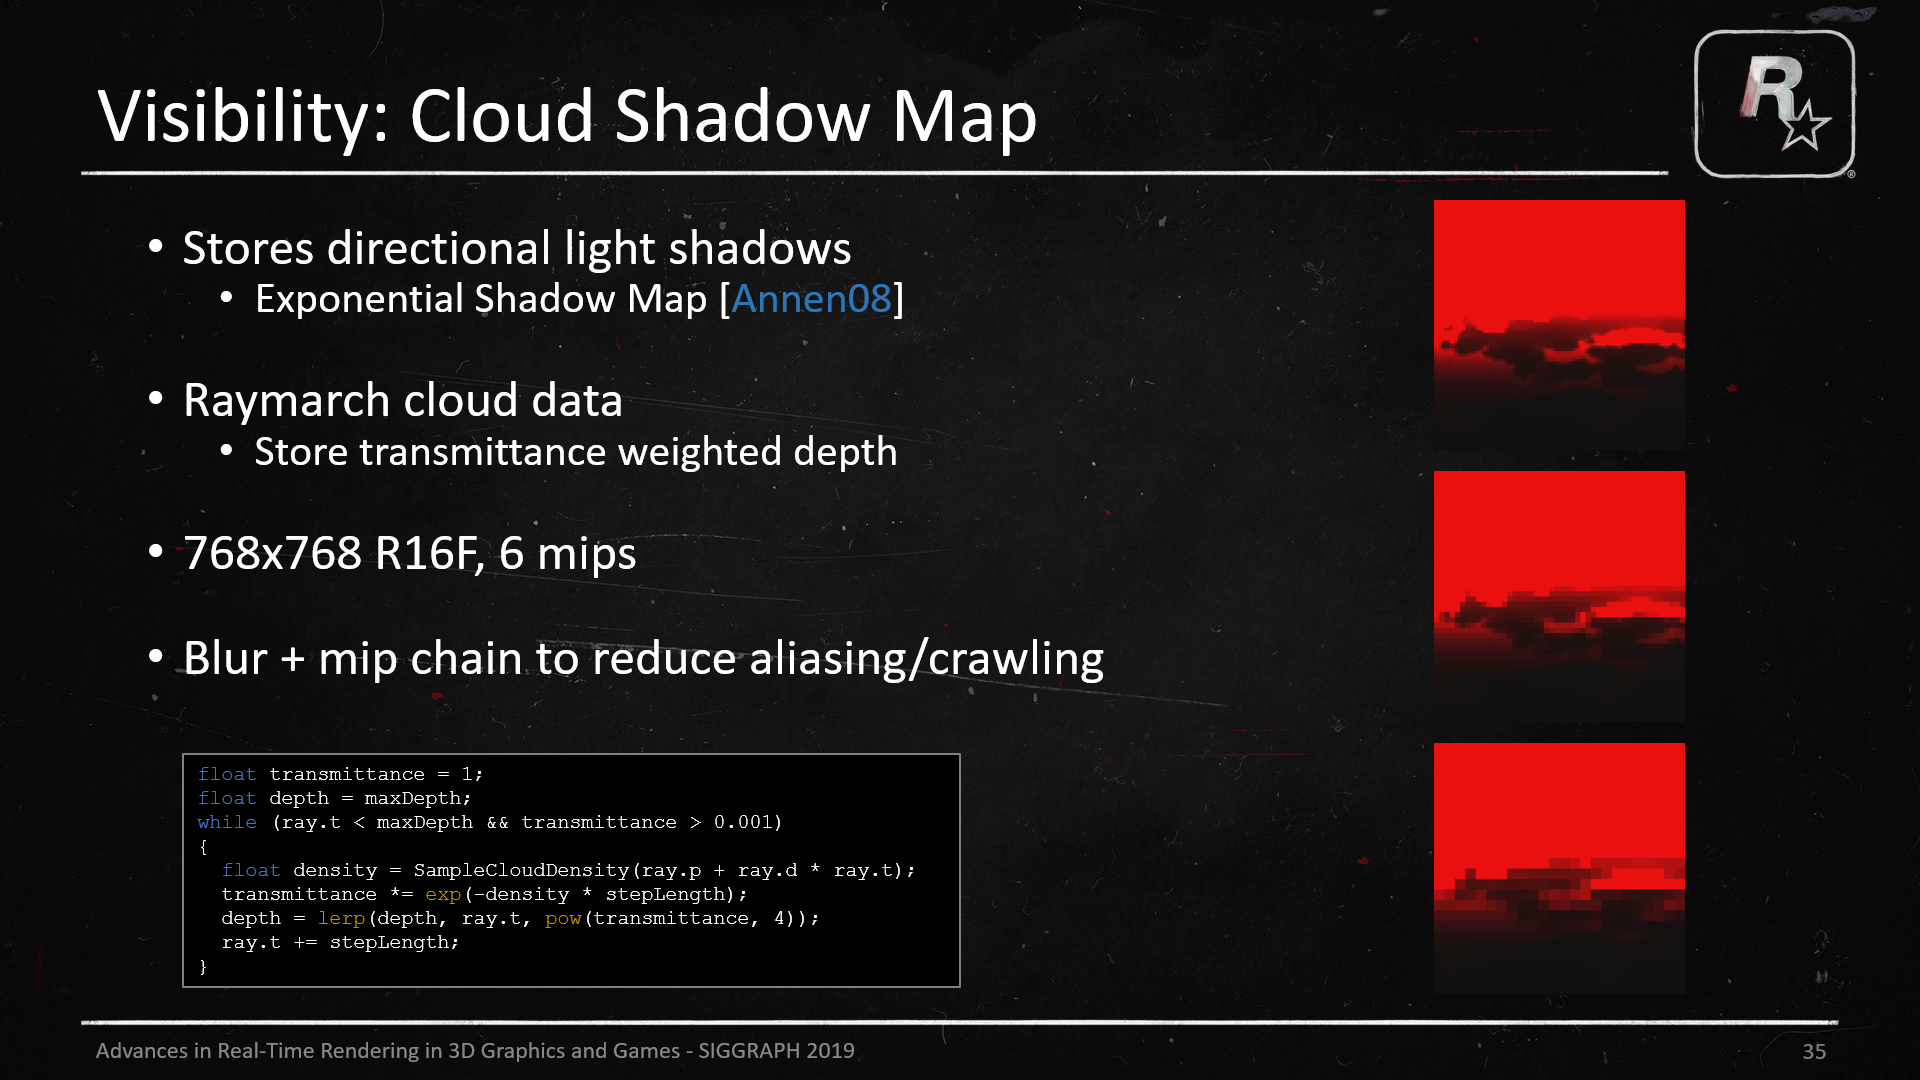 Visibility: Cloud Shadow Map
R
®
• Stores directional light shadows
• Exponential Shadow Map [Annen08]
• Raymarch cloud data
• Store transmittance weighted depth
• 768x768 R16F, 6 mips
• Blur + mip chain to reduce aliasing/crawling
float transmittance = 1;
float depth = maxDepth;
while (ray.t < maxDepth && transmittance > 0.001)
{
  float density = SampleCloudDensity(ray.p + ray.d * ray.t);
  transmittance *= exp(-density * stepLength);
  depth = lerp(depth, ray.t, pow(transmittance, 4));
  ray.t += stepLength;
}
Advances in Real-Time Rendering in 3D Graphics and Games - SIGGRAPH 2019
35